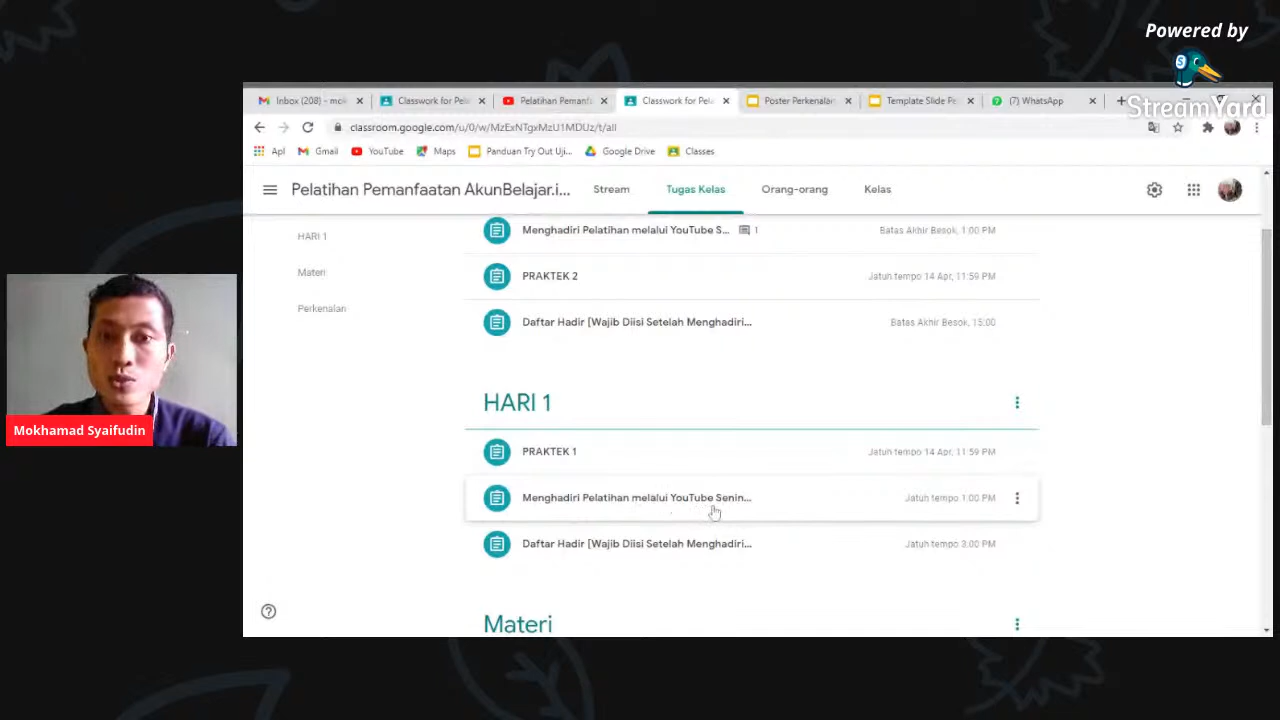 Powered by
StreamYard
Inbox (208) - mok
Classwork for Pela
Pelatihan Pemanfa
Classwork for Pela
Poster Perkenalan
Template Slide Pe
(7) WhatsApp
classroom.google.com/u/0/w/MzExNTgxMzU1MDUz/t/all
Apl
Gmail
YouTube
Maps
Panduan Try Out Uji...
Google Drive
Classes
Pelatihan Pemanfaatan AkunBelajar.i...
Stream
Tugas Kelas
Orang-orang
Kelas
HARI 1
Materi
Perkenalan
Menghadiri Pelatihan melalui YouTube S... 1 Batas Akhir Besok, 1:00 PM
PRAKTEK 2 Jatuh tempo 14 Apr, 11:59 PM
Daftar Hadir [Wajib Diisi Setelah Menghadiri... Batas Akhir Besok, 15:00
HARI 1
PRAKTEK 1 Jatuh tempo 14 Apr, 11:59 PM
Menghadiri Pelatihan melalui YouTube Senin... Jatuh tempo 1:00 PM
Daftar Hadir [Wajib Diisi Setelah Menghadiri... Jatuh tempo 3:00 PM
Materi
Mokhamad Syaifudin